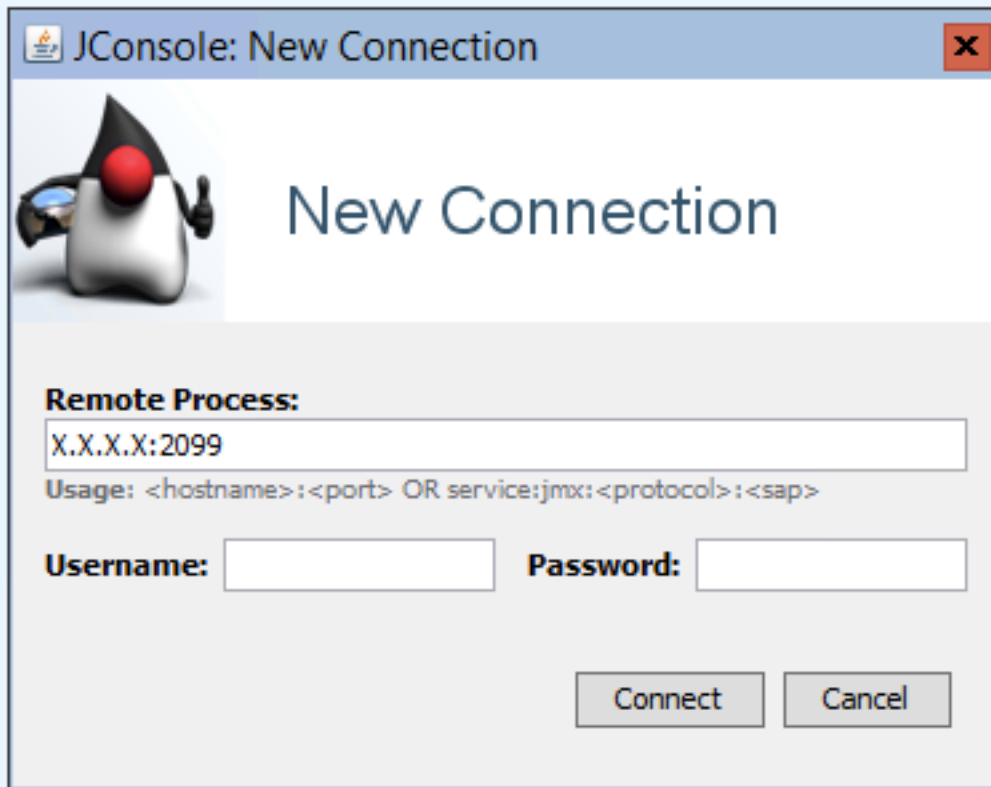 JConsole: New Connection
New Connection
Remote Process:
X.X.X.X:2099
Usage: <hostname>:<port> OR service:jmx:<protocol>:<sap>
Username: Password:
Connect Cancel